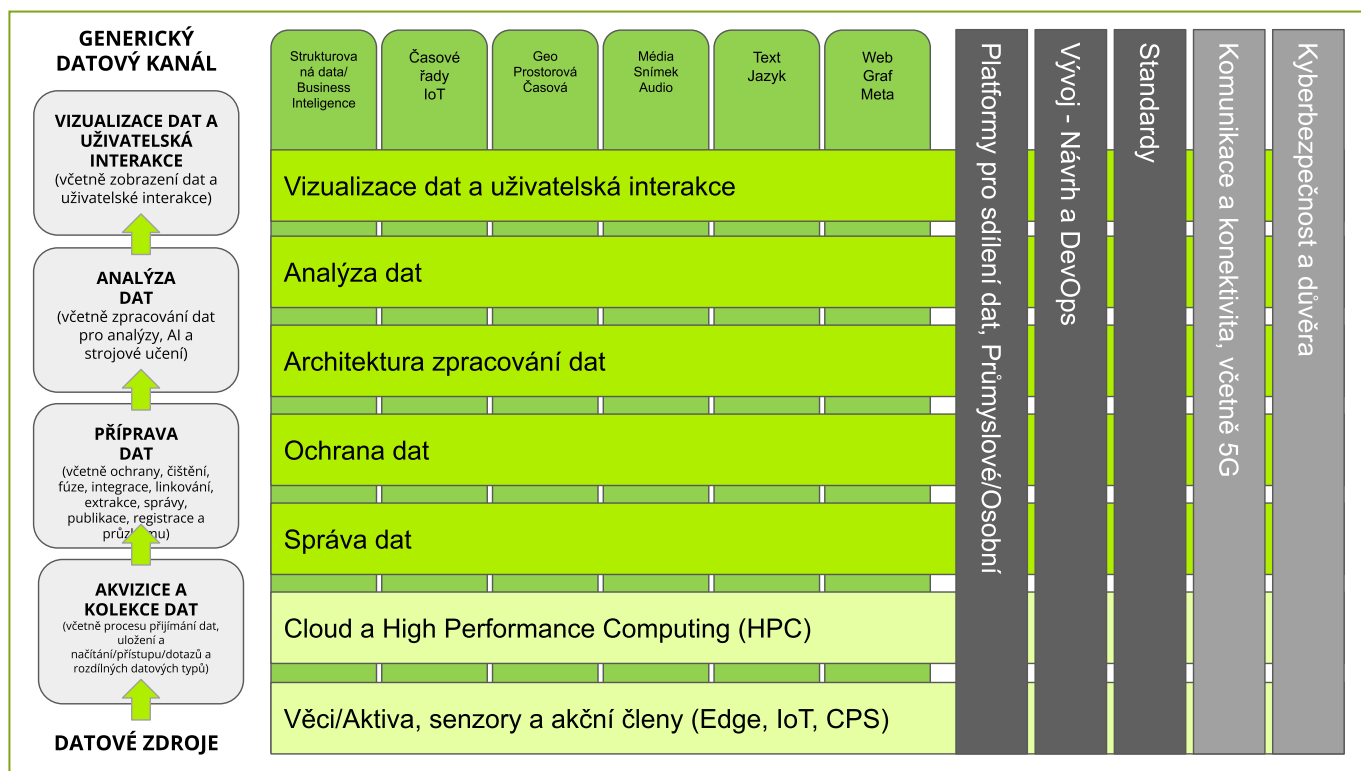 GENERICKÝ
DATOVÝ KANÁL
VIZUALIZACE DAT A
UŽIVATELSKÁ
INTERAKCE
(včetně zobrazení dat a
uživatelské interakce)
ANALÝZA
DAT
(včetně zpracování dat
pro analýzy, AI a
strojové učení)
PŘÍPRAVA
DAT
(včetně ochrany, čištění,
fúze, integrace, linkování,
extrakce, správy,
publikace, registrace a
AKVIZICE A
KOLEKCE DAT
(včetně procesu přijímání dat,
uložení a
načítání/přístupu/dotazů a
rozdílných datových typů)
DATOVÉ ZDROJE
Strukturova
ná data/
Business
Inteligence
Časové
řady
IoT
Geo
Prostorová
Časová
Média
Snímek
Audio
Text
Jazyk
Web
Graf
Meta
Vizualizace dat a uživatelská interakce
Analýza dat
Architektura zpracování dat
Ochrana dat
Správa dat
Cloud a High Performance Computing (HPC)
Věci/Aktiva, senzory a akční členy (Edge, IoT, CPS)
Platformy pro sdílení dat, Průmyslové/Osobní
Vývoj - Návrh a DevOps
Standardy
Komunikace a konektivita, včetně 5G
Kyberbezpečnost a důvěra